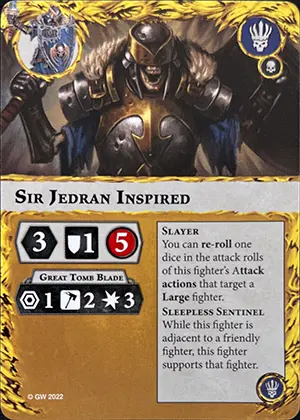 SIR JEDRAN INSPIRED
3 1 5
GREAT TOMB BLADE
1 2 3
SLAYER
You can re-roll one
dice in the attack rolls
of this fighter's Attack
actions that target a
Large fighter.
SLEEPLESS SENTINEL
While this fighter is
adjacent to a friendly
fighter, this fighter
supports that fighter.
© GW 2022